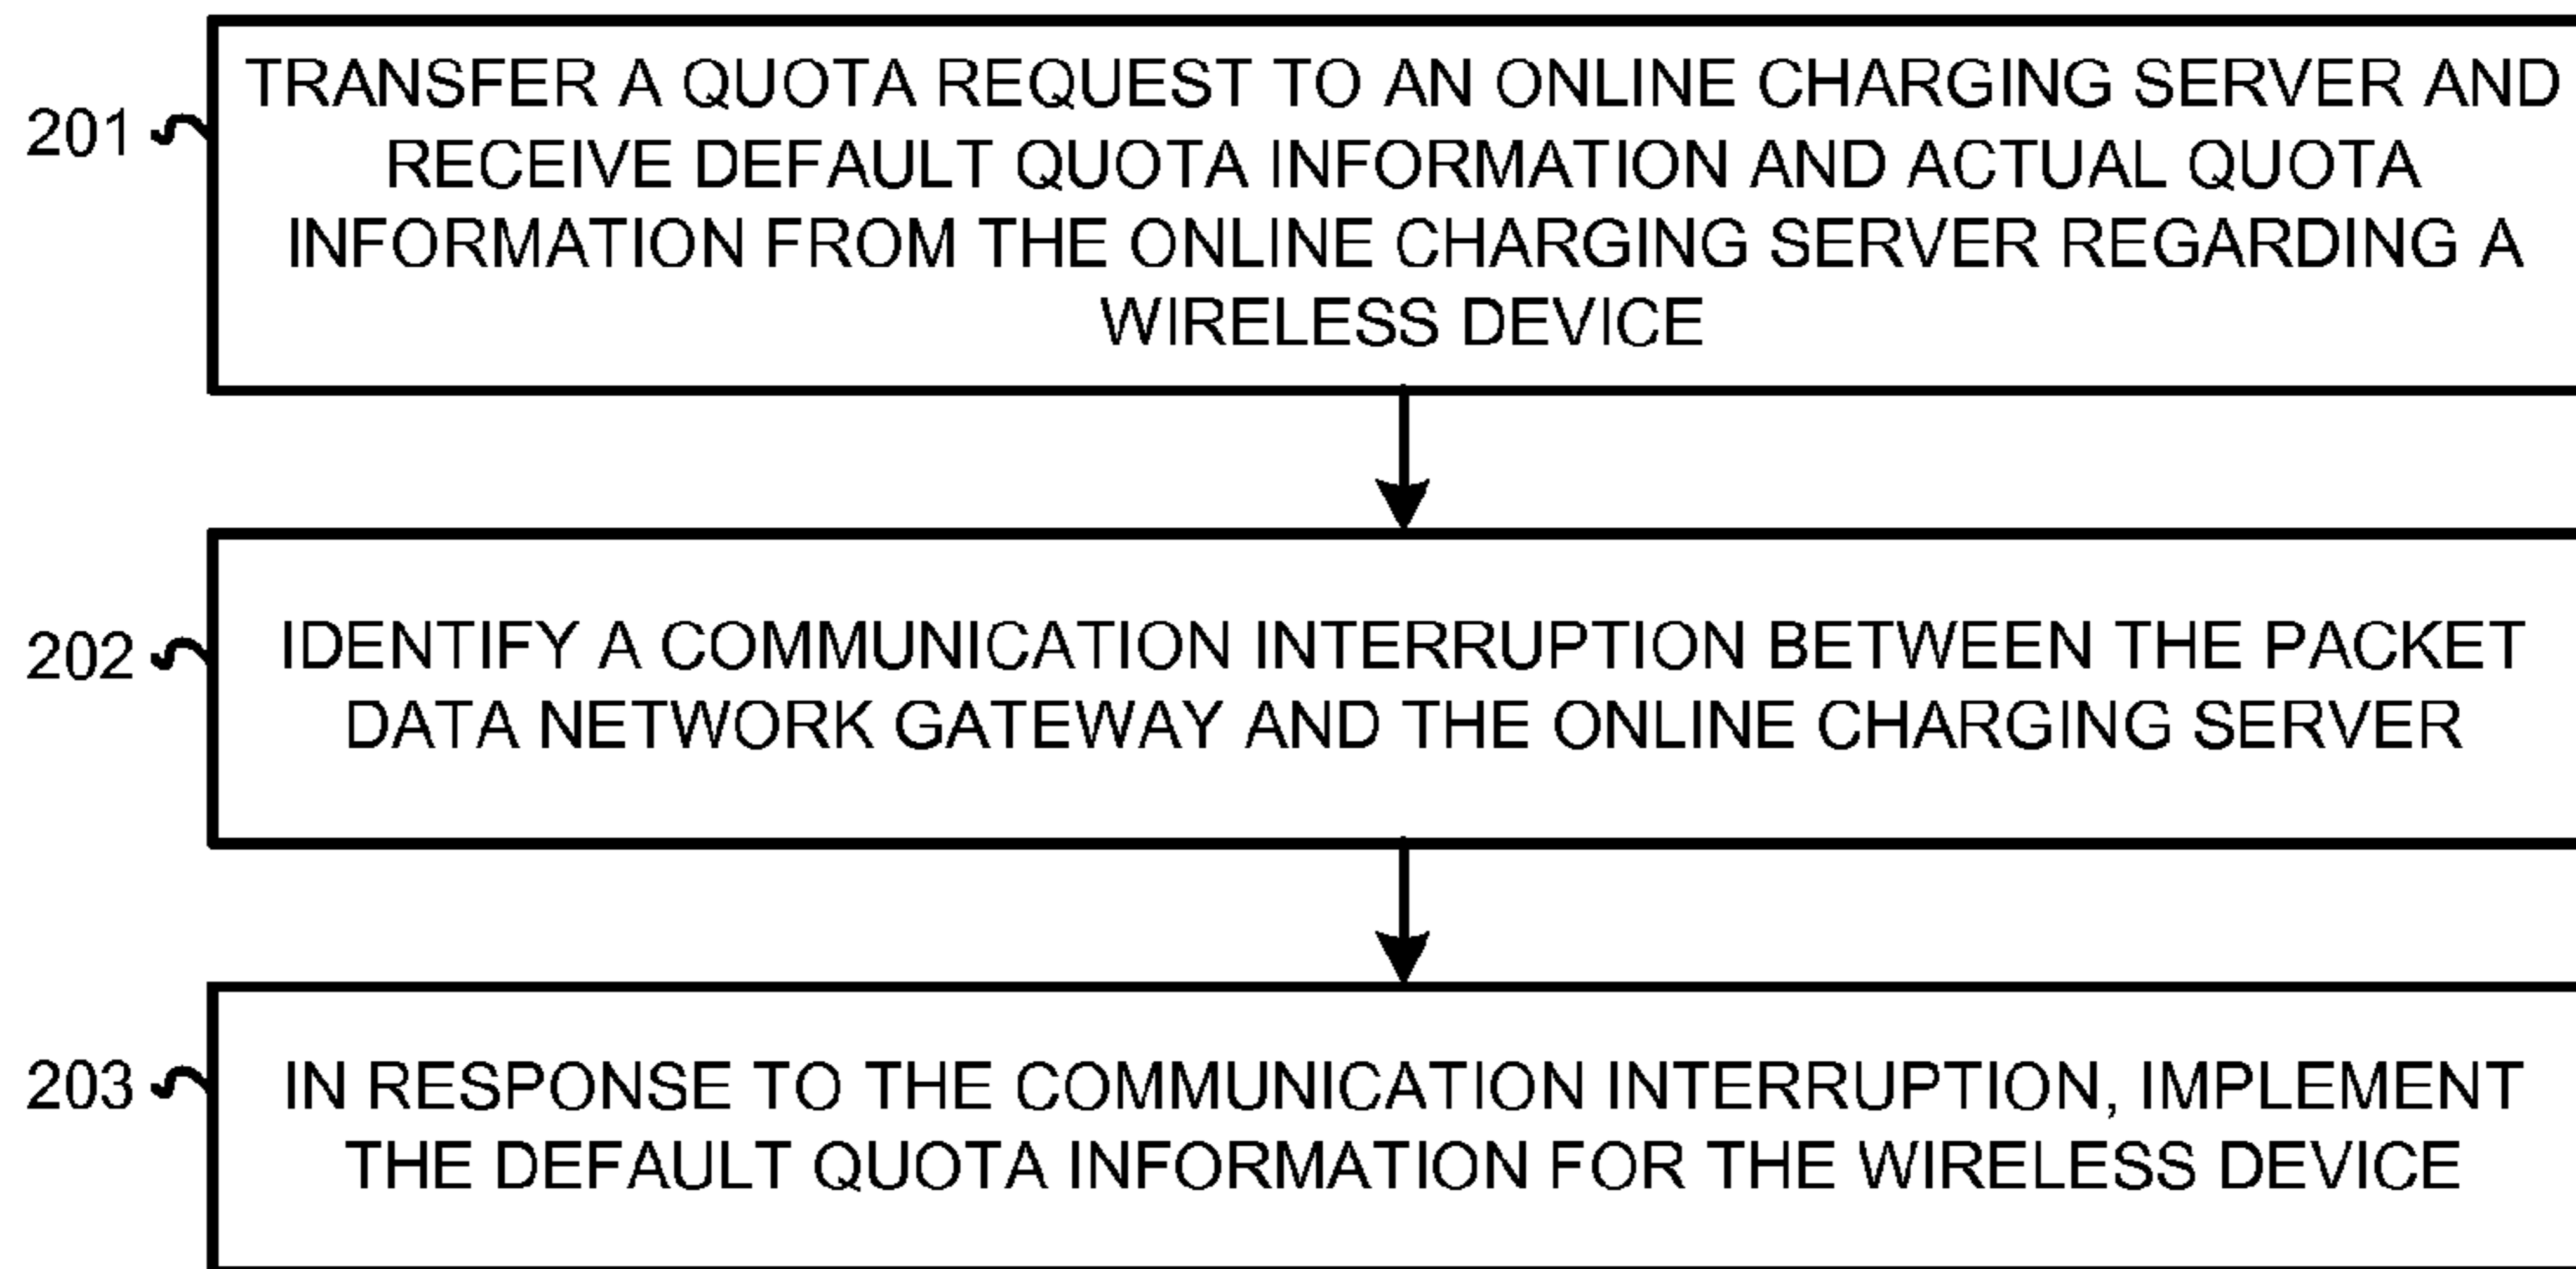 201
TRANSFER A QUOTA REQUEST TO AN ONLINE CHARGING SERVER AND
RECEIVE DEFAULT QUOTA INFORMATION AND ACTUAL QUOTA
INFORMATION FROM THE ONLINE CHARGING SERVER REGARDING A
WIRELESS DEVICE
202
IDENTIFY A COMMUNICATION INTERRUPTION BETWEEN THE PACKET
DATA NETWORK GATEWAY AND THE ONLINE CHARGING SERVER
203
IN RESPONSE TO THE COMMUNICATION INTERRUPTION, IMPLEMENT
THE DEFAULT QUOTA INFORMATION FOR THE WIRELESS DEVICE